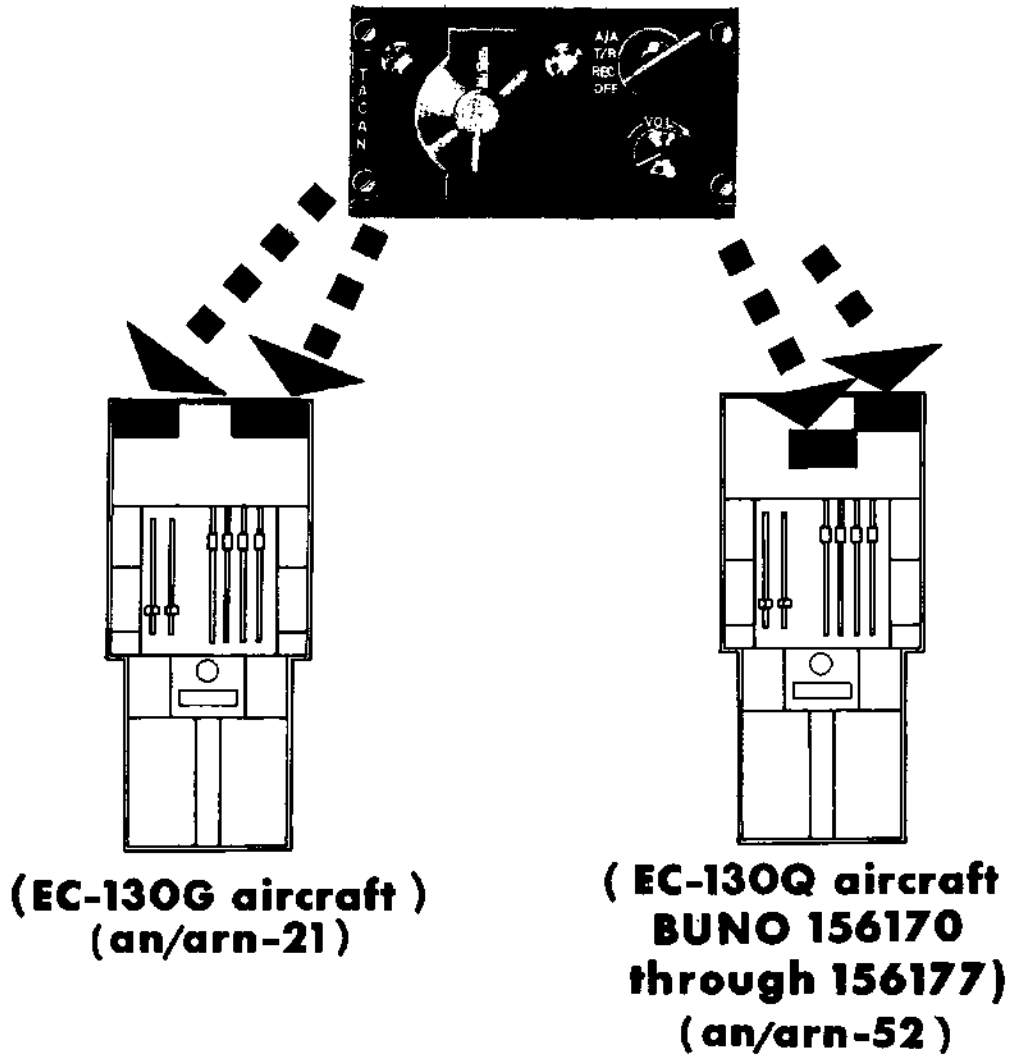 TACAN
A/A
T/R
REC
OFF
VOL
(EC-130G aircraft)
(an/arn-21)
(EC-130Q aircraft
BUNO 156170
through 156177)
(an/arn-52)